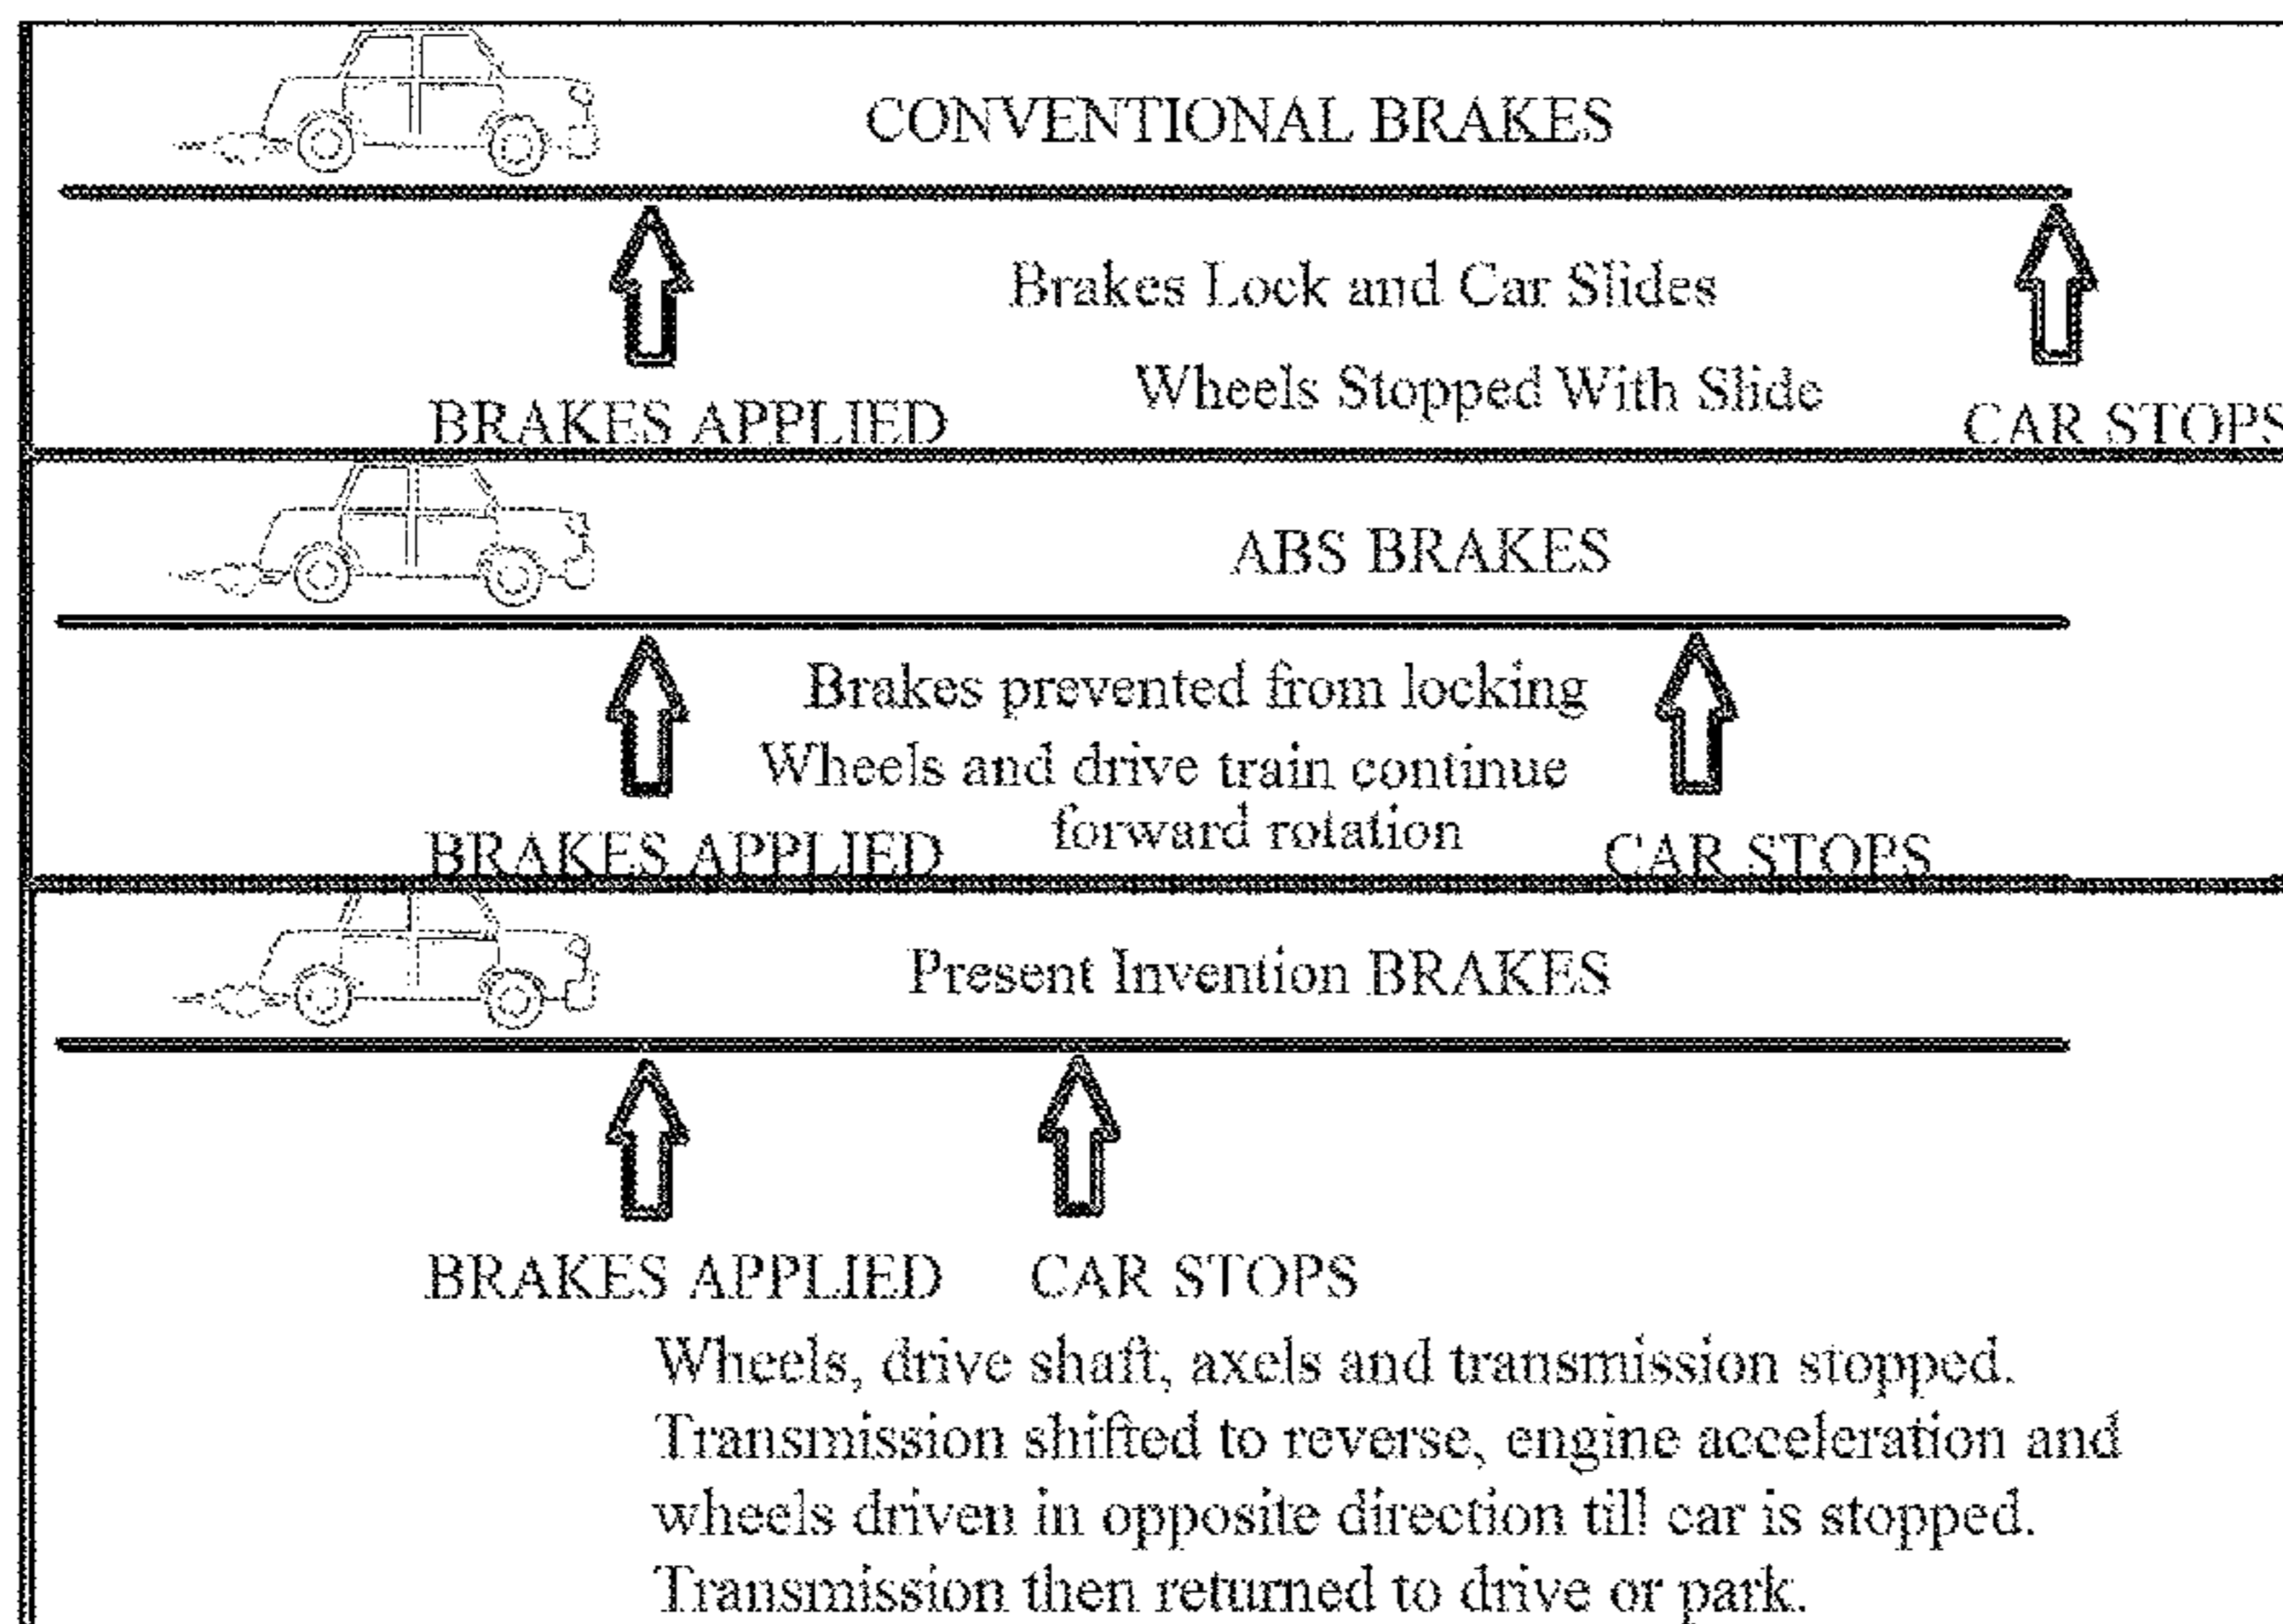 CONVENTIONAL BRAKES
Brakes Lock and Car Slides
Wheels Stopped With Slide
BRAKES APPLIED
CAR STOPS
ABS BRAKES
Brakes prevented from locking
Wheels and drive train continue
forward rotation
BRAKES APPLIED
CAR STOPS
Present Invention BRAKES
BRAKES APPLIED
CAR STOPS
Wheels, drive shaft, axels and transmission stopped.
Transmission shifted to reverse, engine acceleration and
wheels driven in opposite direction till car is stopped.
Transmission then returned to drive or park.